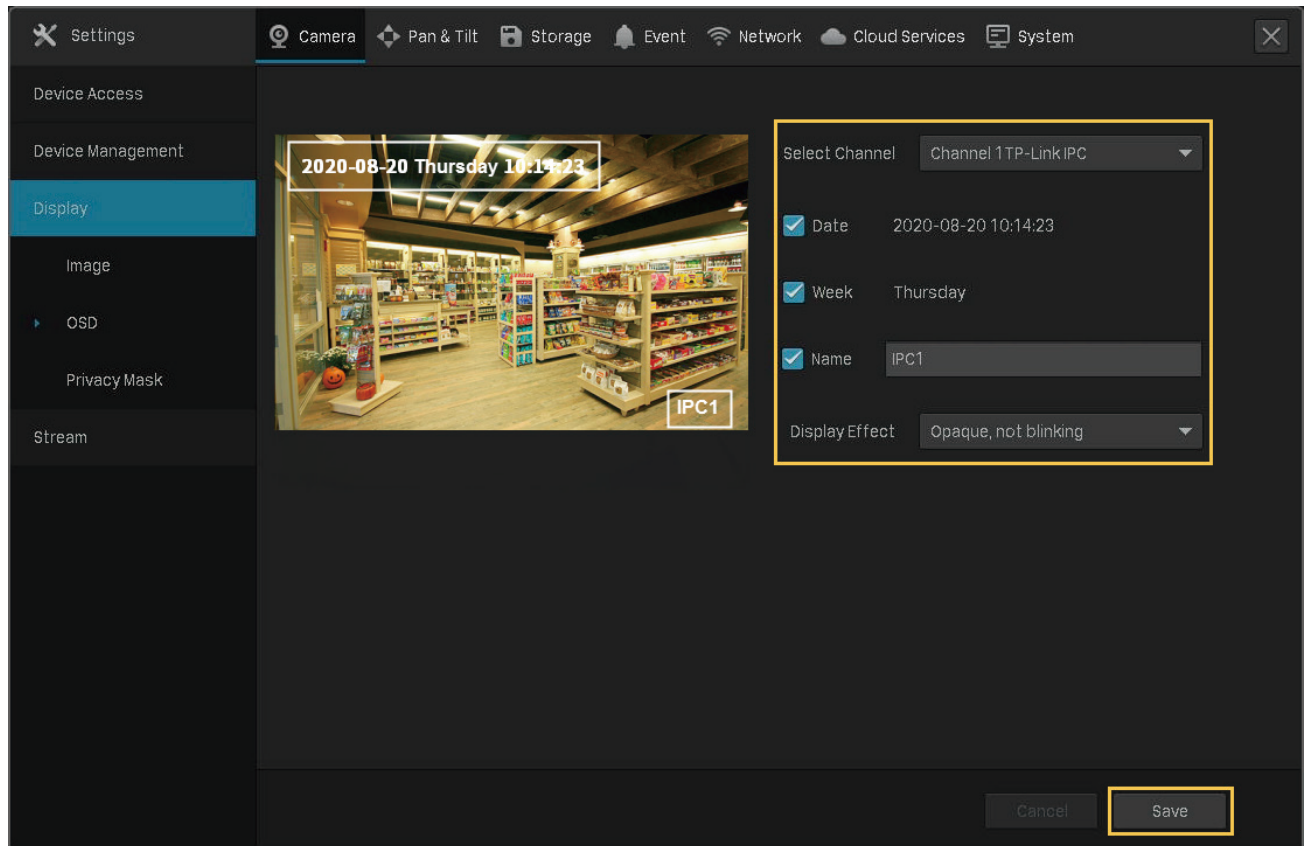 Settings
Camera
Pan & Tilt
Storage
Event
Network
Cloud Services
System
Device Access
Device Management
Display
Image
OSD
Privacy Mask
Stream
2020-08-20 Thursday 10:14:23
IPC1
Select Channel Channel 1 TP-Link IPC
Date 2020-08-20 10:14:23
Week Thursday
Name IPC1
Display Effect Opaque, not blinking
Cancel
Save